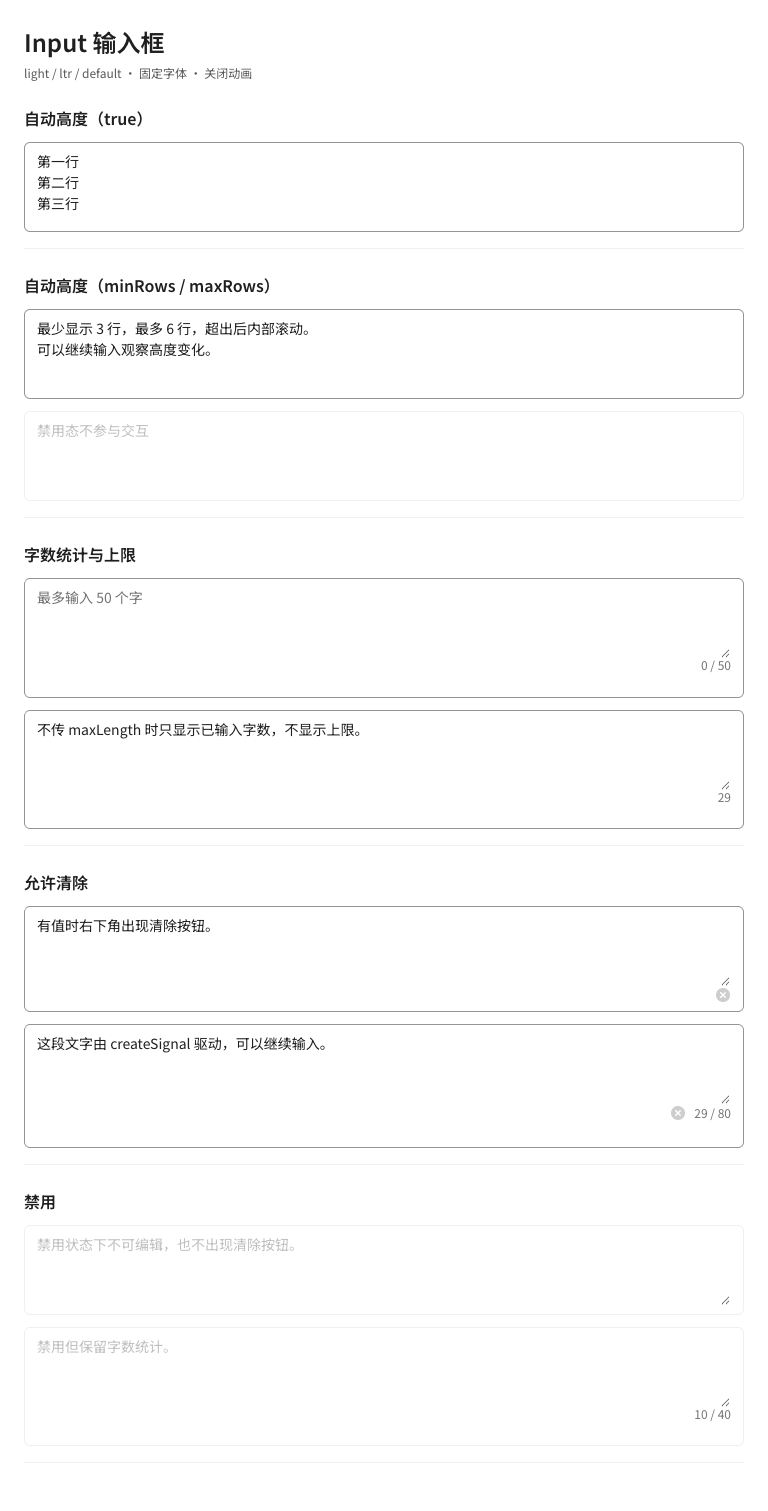 Input 输入框
light / ltr / default ・ 固定字体 ・ 关闭动画
自动高度（true）
第一行
第二行
第三行
自动高度（minRows / maxRows）
最少显示 3 行，最多 6 行，超出后内部滚动。
可以继续输入观察高度变化。
禁用态不参与交互
字数统计与上限
最多输入 50 个字
0 / 50
不传 maxLength 时只显示已输入字数，不显示上限。
29
允许清除
有值时右下角出现清除按钮。
这段文字由 createSignal 驱动，可以继续输入。
29 / 80
禁用
禁用状态下不可编辑，也不出现清除按钮。
禁用但保留字数统计。
10 / 40